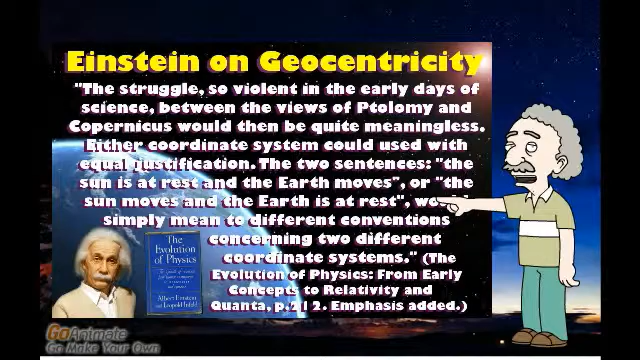 Einstein on Geocentricity
"The struggle, so violent in the early days of
science, between the views of Ptolomy and
Copernicus would then be quite meaningless.
Either coordinate system could used with
equal justification. The two sentences: "the
sun is at rest and the Earth moves", or "the
sun moves and the Earth is at rest",
simply mean to different conventions
concerning two different
coordinate systems." (The
Evolution of Physics: From Early
Concepts to Relativity and
Quanta, p.212. Emphasis added.)
The
Evolution
of Physics
Albert Einstein
and Leopold Infeld
GoAnimate
Go Make Your Own